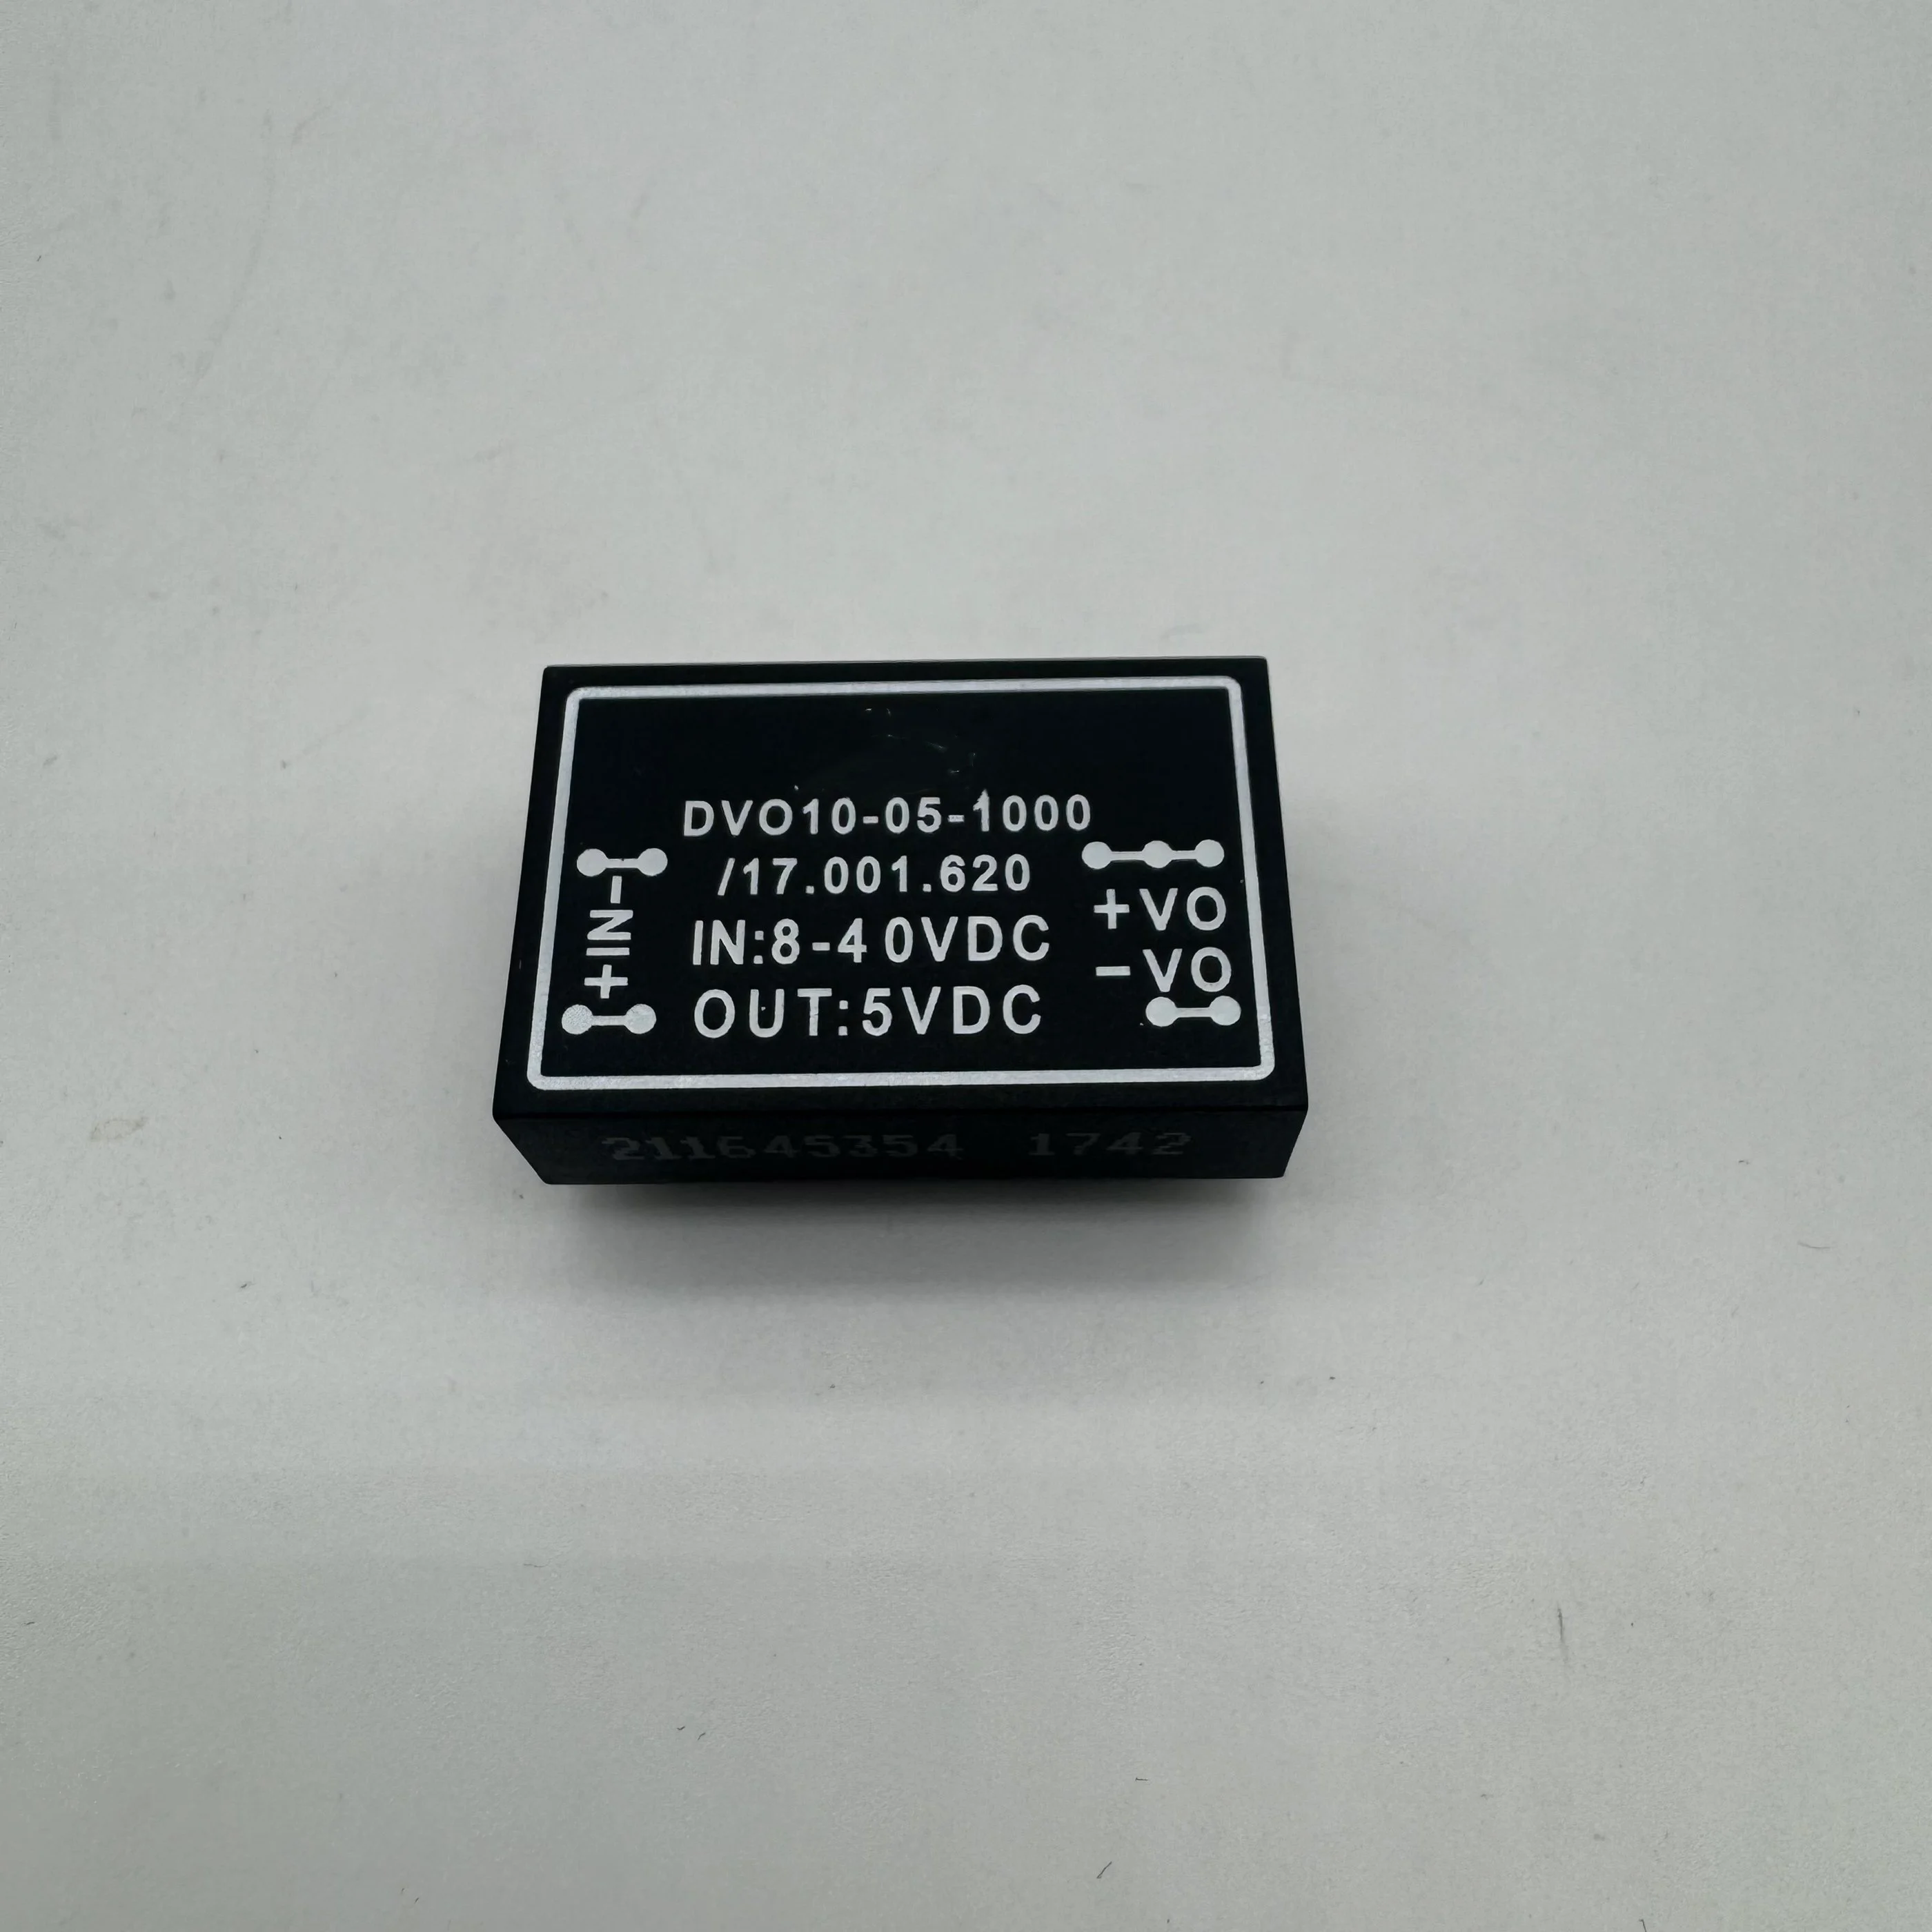 DVO10-05-1000
/17.001.620
IN:8-40VDC
OUT:5VDC
+IN-
+VO
-VO
211645354 1742